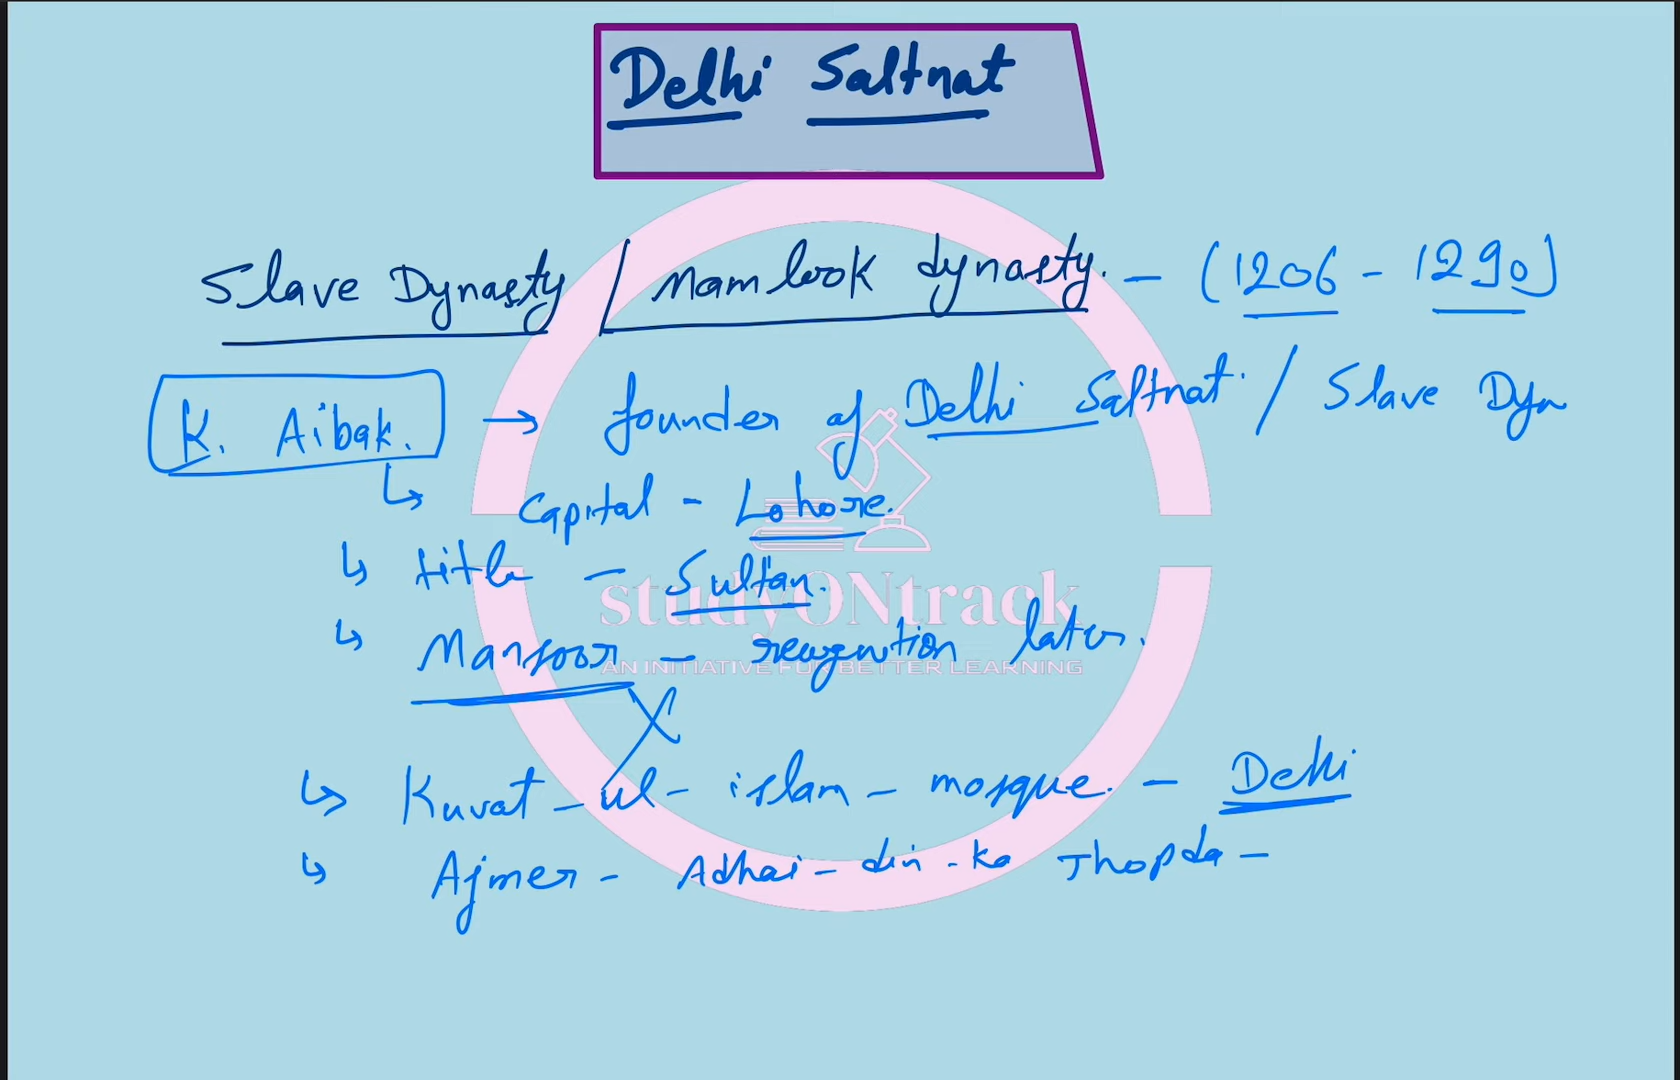 Delhi Saltnat
Slave Dynasty / Mamlook dynasty. - (1206 - 1290)
K. Aibak. → founder of Delhi Saltnat / Slave Dyn
↳ Capital - Lahore.
↳ title - Sultan.
studyONtrack
↳ Mansoor - recognition later.
AN INITIATIVE FOR BETTER LEARNING
↳ Kuvat - ul - islam - mosque. - Delhi
↳ Ajmer - Adhai - din - ka Jhopda -